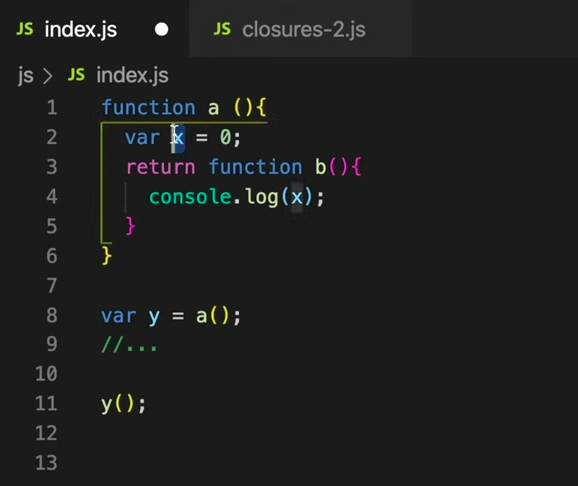 JS index.js JS closures-2.js
js > JS index.js
1 function a (){
2 var x = 0;
3 return function b(){
4 console.log(x);
5 }
6 }
7
8 var y = a();
9 //...
10
11 y();
12
13